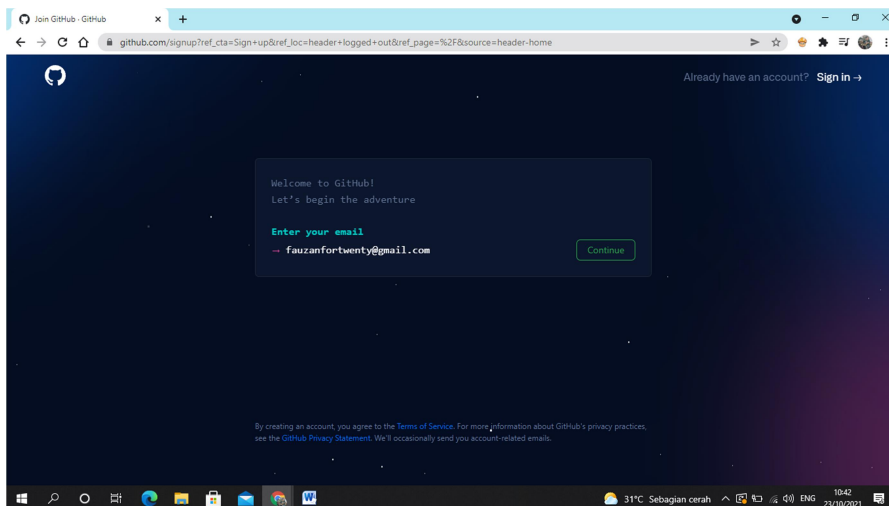 Join GitHub · GitHub
github.com/signup?ref_cta=Sign+up&ref_loc=header+logged+out&ref_page=%2F&source=header-home
Already have an account? Sign in →
Welcome to GitHub!
Let's begin the adventure
Enter your email
→ fauzanfortwenty@gmail.com
Continue
By creating an account, you agree to the Terms of Service. For more information about GitHub's privacy practices,
see the GitHub Privacy Statement. We'll occasionally send you account-related emails.
31°C Sebagian cerah
ENG
10:42
23/10/2021